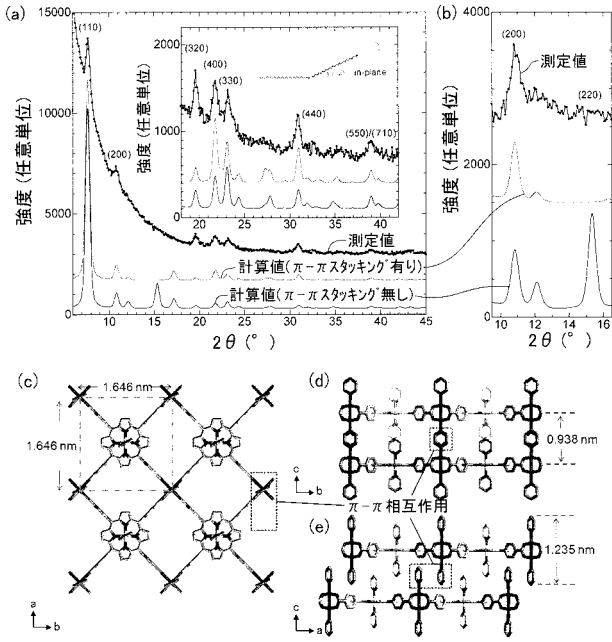 (a)
(110)
15000
強度(任意単位)
10000
5000
0
(200)
(320)
(400)
(330)
(440)
(550)/(710)
in-plane
強度(任意単位)
2000
1000
20
30
40
測定値
計算値(π-πスタッキング有り)
計算値(π-πスタッキング無し)
10
15
20
25
30
35
40
45
2θ(°)
(b)
4000
強度(任意単位)
2000
0
(200)
測定値
(220)
10
12
14
16
2θ(°)
(c)
1.646 nm
1.646 nm
a
b
(d)
0.938 nm
c
b
π-π相互作用
(e)
1.235 nm
c
a